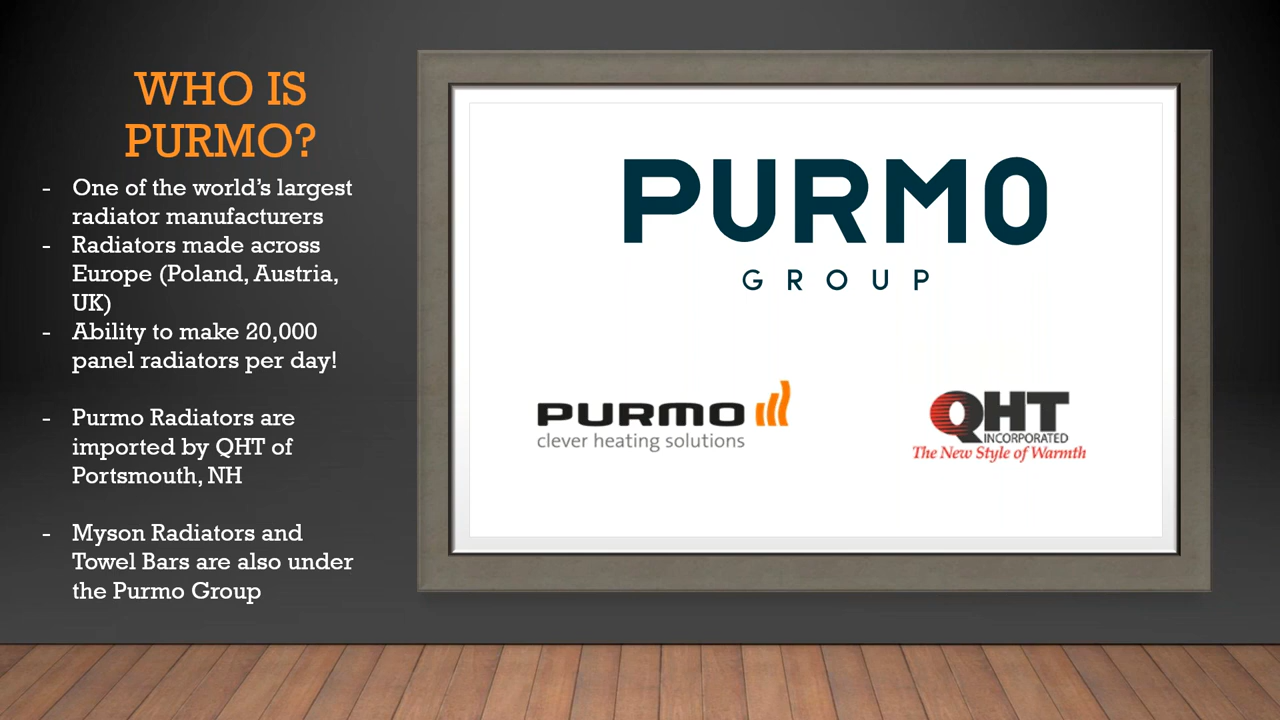 WHO IS
PURMO?
- One of the world's largest
radiator manufacturers
- Radiators made across
Europe (Poland, Austria,
UK)
- Ability to make 20,000
panel radiators per day!
- Purmo Radiators are
imported by QHT of
Portsmouth, NH
- Myson Radiators and
Towel Bars are also under
the Purmo Group
PURMO
GROUP
PURMO
clever heating solutions
QHT
INCORPORATED
The New Style of Warmth